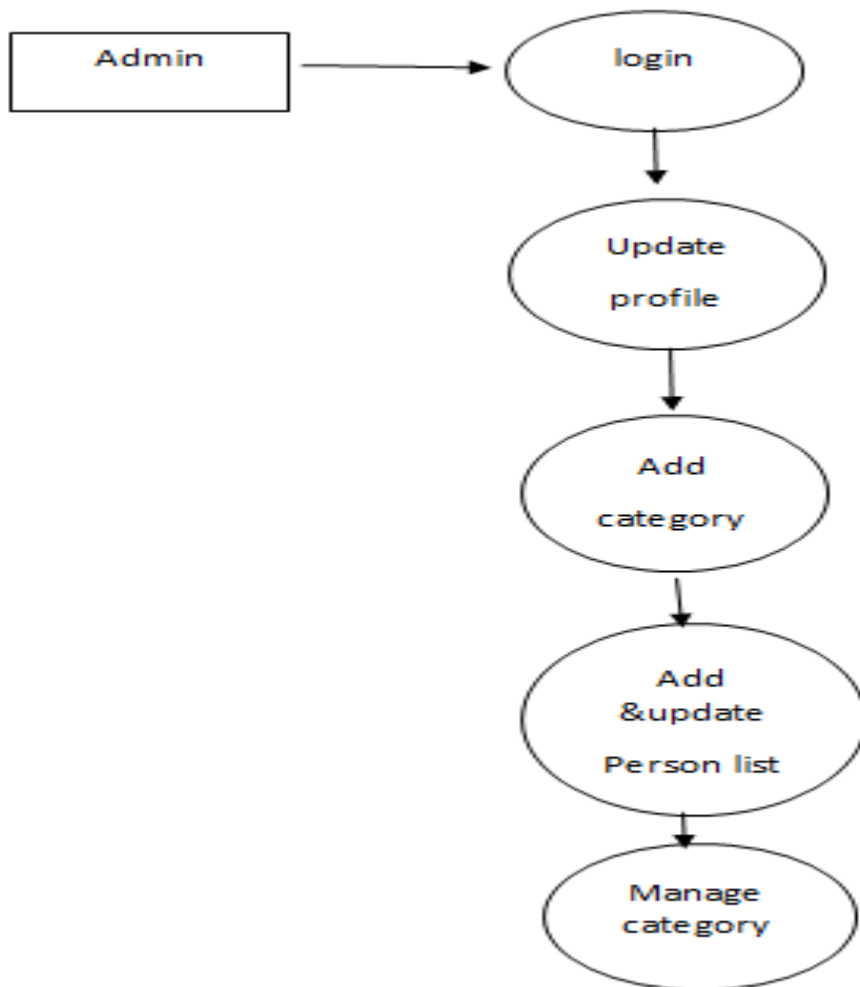 Admin
login
Update
profile
Add
category
Add
&update
Person list
Manage
category